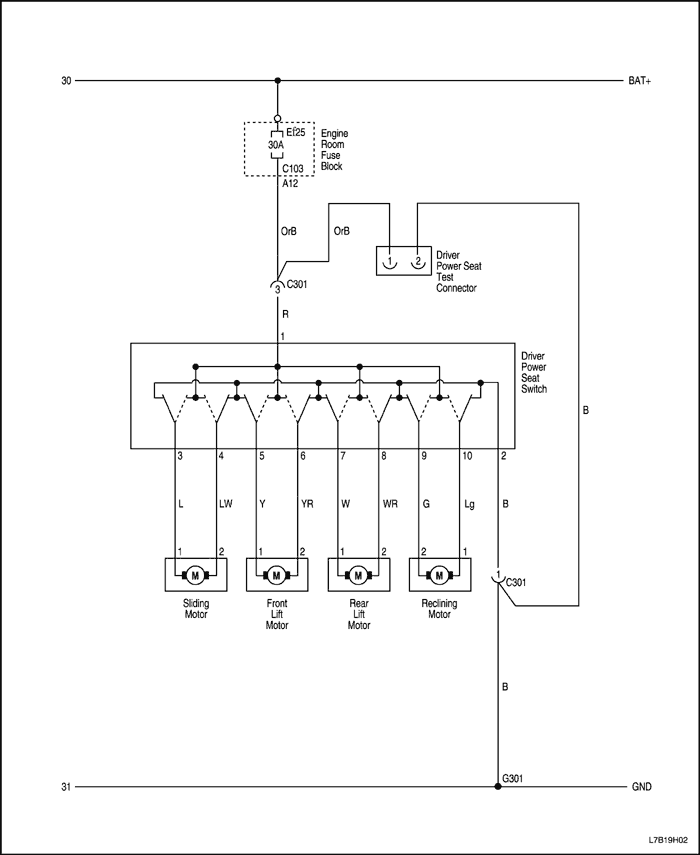 30 BAT+
Ef25
30A
Engine
Room
Fuse
Block
C103
A12
OrB OrB
1 2
Driver
Power Seat
Test
Connector
3 C301
R
1
Driver
Power
Seat
Switch
B
3 4 5 6 7 8 9 10 2
L LW Y YR W WR G Lg B
1 2 1 2 1 2 2 1
M M M M
1 C301
Sliding
Motor
Front
Lift
Motor
Rear
Lift
Motor
Reclining
Motor
B
G301
31 GND
L7B19H02